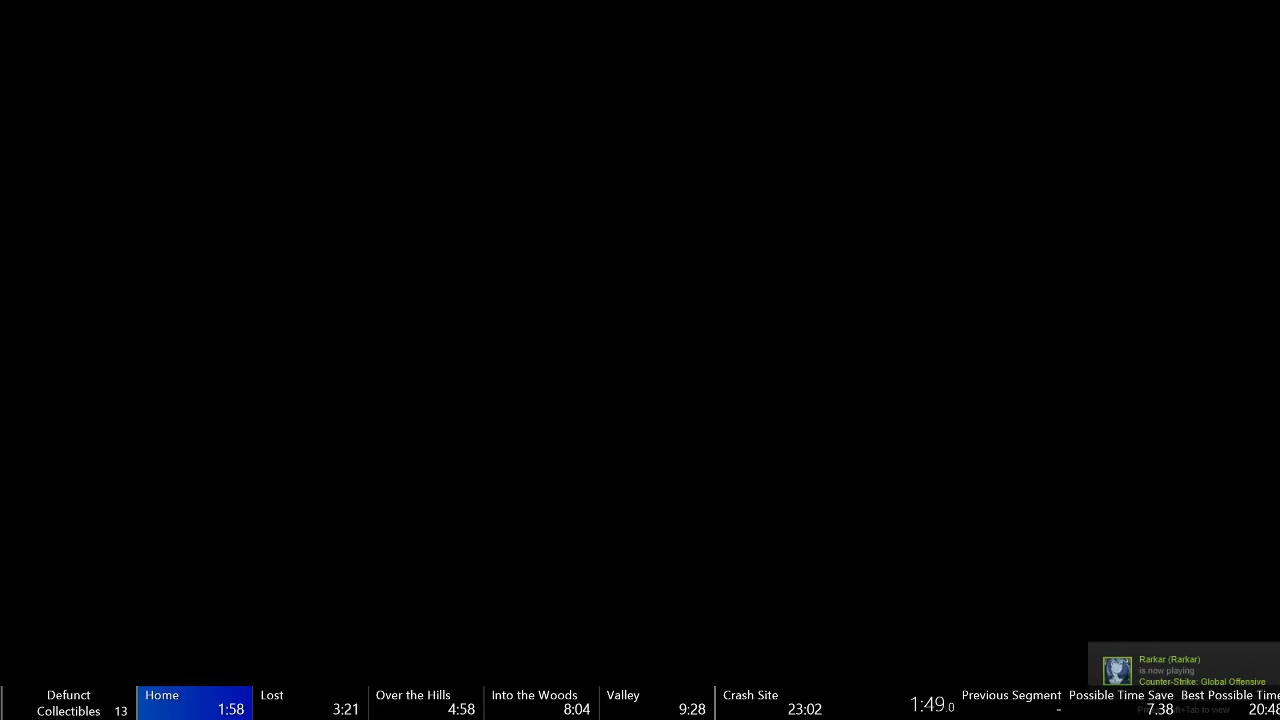 Rarkar (Rarkar)
is now playing
Counter-Strike: Global Offensive
Defunct
Collectibles 13
Home
1:58
Lost
3:21
Over the Hills
4:58
Into the Woods
8:04
Valley
9:28
Crash Site
23:02
1:49.0
Previous Segment
-
Possible Time Save
7.38
Best Possible Time
20:48